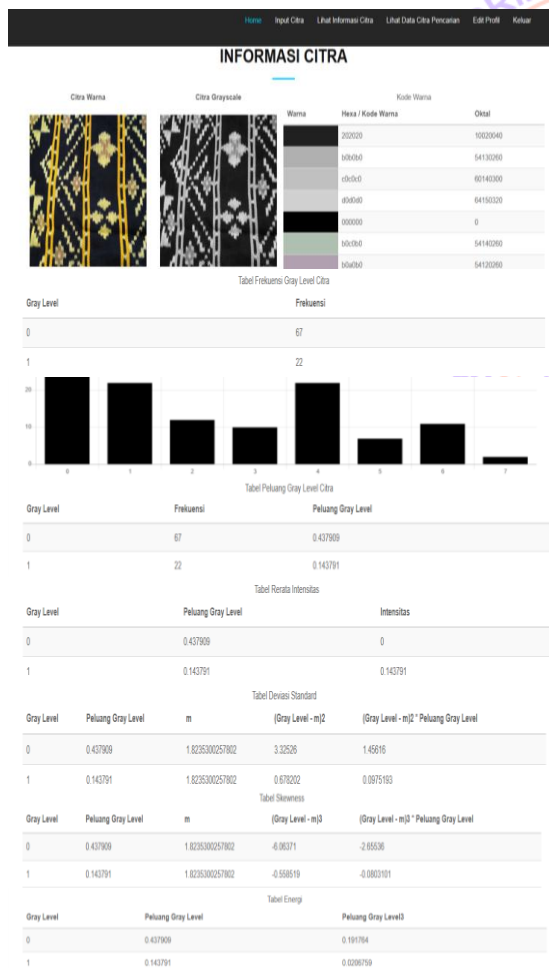 Home Input Citra Lihat Informasi Citra Lihat Data Citra Pencarian Edit Profil Keluar
INFORMASI CITRA
Citra Warna Citra Grayscale Kode Warna
Warna Hexa / Kode Warna Oktal
202020 10020040
b0b0b0 54130260
c0c0c0 60140300
d0d0d0 64150320
000000 0
b0c0b0 54140260
b0a0b0 54120260
Tabel Frekuensi Gray Level Citra
Gray Level Frekuensi
0 67
1 22
20
10
0
0 1 2 3 4 5 6 7
Tabel Peluang Gray Level Citra
Gray Level Frekuensi Peluang Gray Level
0 67 0.437909
1 22 0.143791
Tabel Rerata Intensitas
Gray Level Peluang Gray Level Intensitas
0 0.437909 0
1 0.143791 0.143791
Tabel Deviasi Standard
Gray Level Peluang Gray Level m (Gray Level - m)2 (Gray Level - m)2 * Peluang Gray Level
0 0.437909 1.8235300257802 3.32526 1.45616
1 0.143791 1.8235300257802 0.678202 0.0975193
Tabel Skewness
Gray Level Peluang Gray Level m (Gray Level - m)3 (Gray Level - m)3 * Peluang Gray Level
0 0.437909 1.8235300257802 -6.06371 -2.65536
1 0.143791 1.8235300257802 -0.558519 -0.0803101
Tabel Energi
Gray Level Peluang Gray Level Peluang Gray Level3
0 0.437909 0.191764
1 0.143791 0.0206759